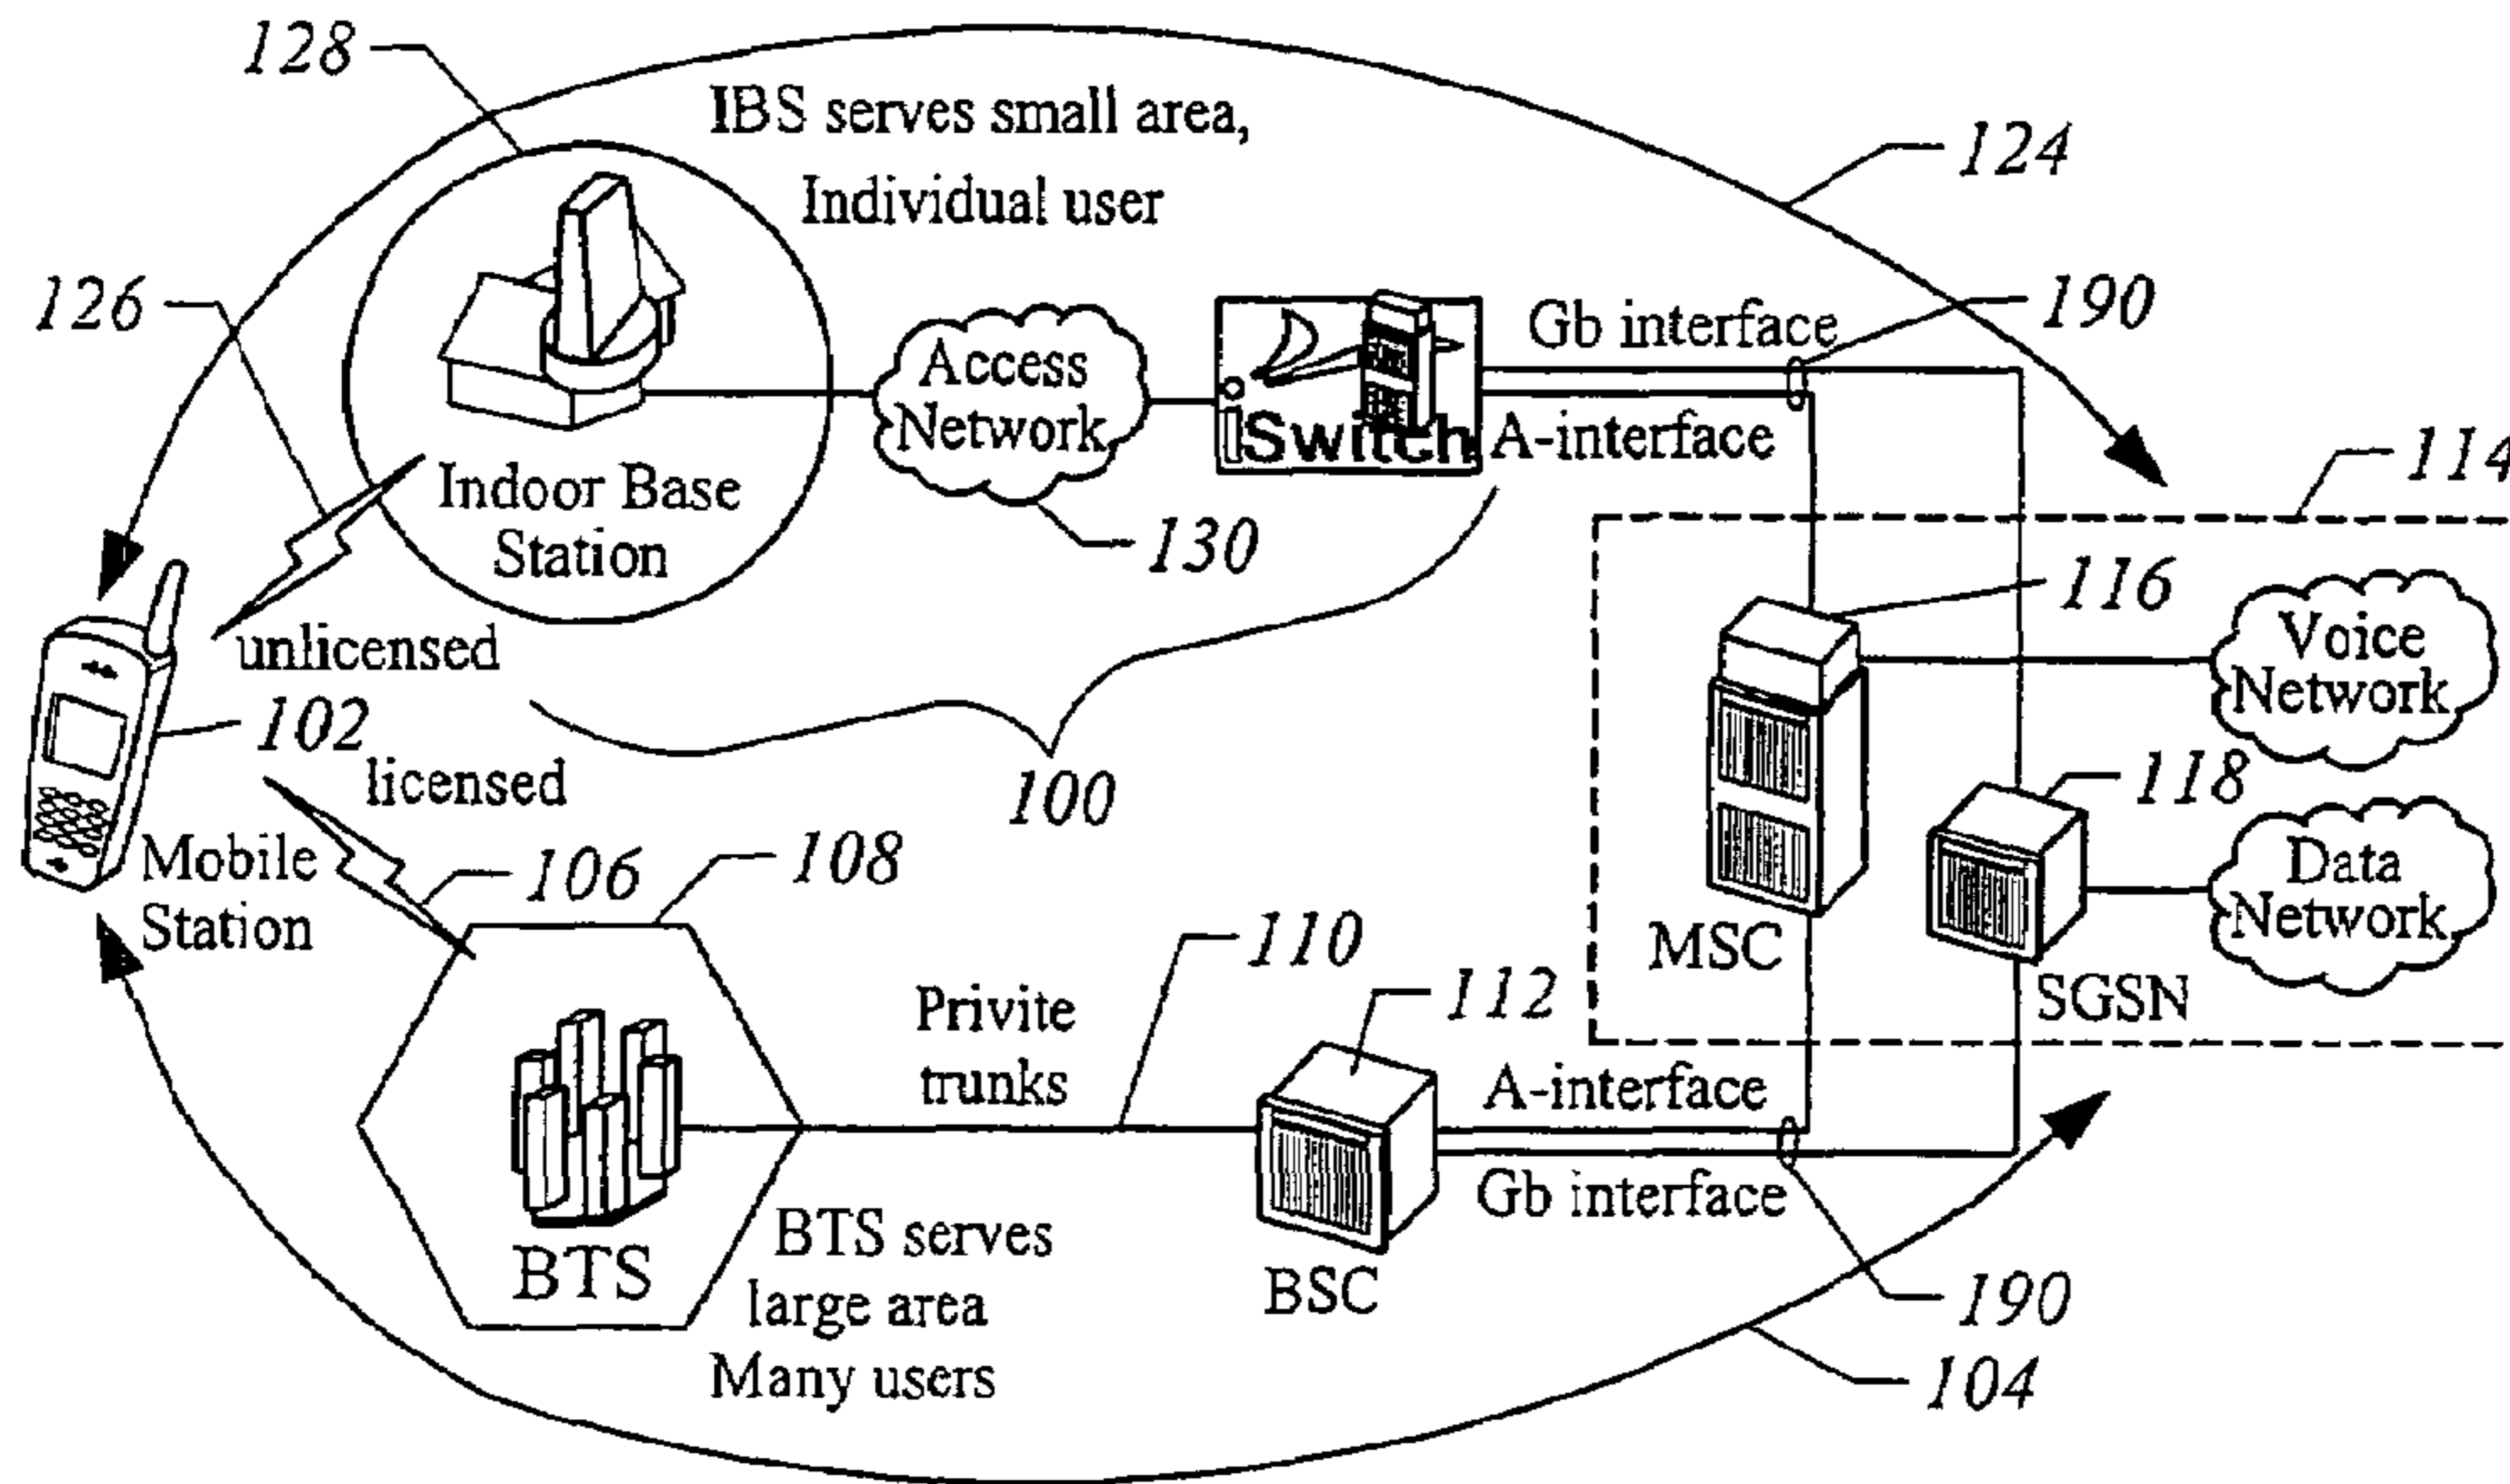 128
IBS serves small area,
Individual user
124
126
190
Gb interface
Access
Network
iSwitch
A-interface
114
Indoor Base
Station
130
116
Voice
Network
unlicensed
102
licensed
100
118
Mobile
Station
106
108
Data
Network
MSC
110
SGSN
Privite
trunks
112
A-interface
Gb interface
BTS
BTS serves
large area
Many users
BSC
190
104